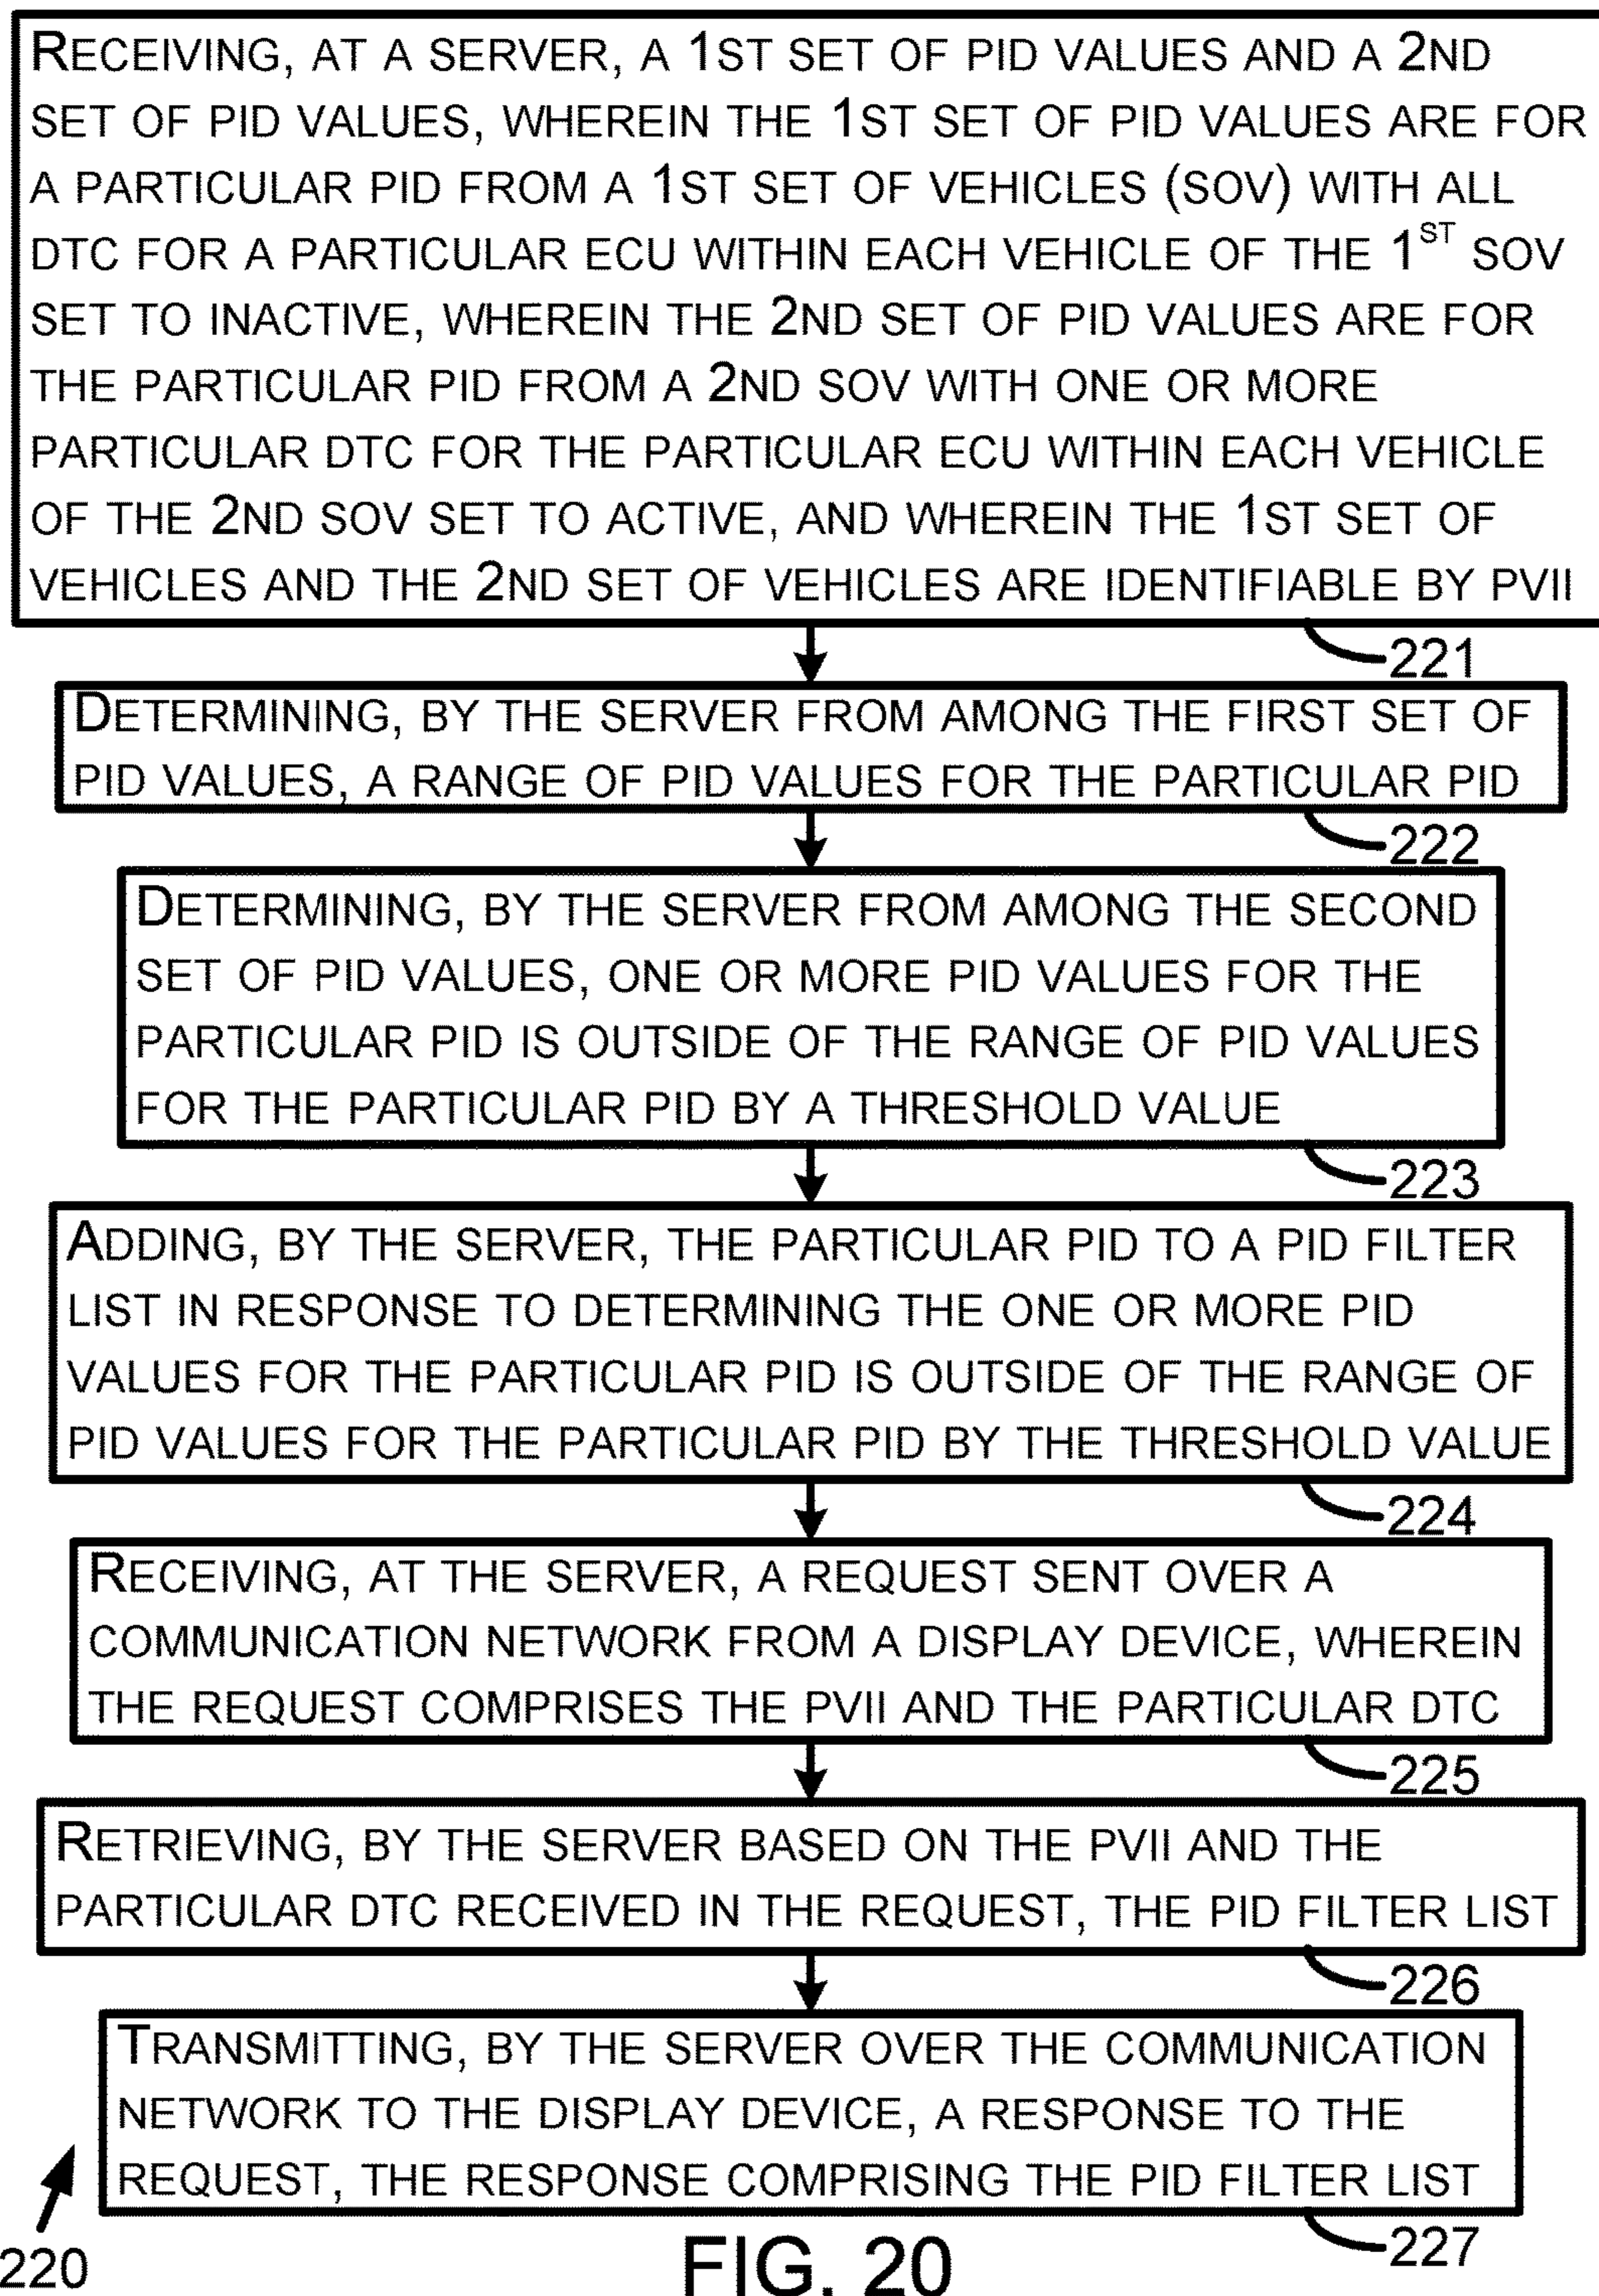 RECEIVING, AT A SERVER, A 1ST SET OF PID VALUES AND A 2ND
SET OF PID VALUES, WHEREIN THE 1ST SET OF PID VALUES ARE FOR
A PARTICULAR PID FROM A 1ST SET OF VEHICLES (SOV) WITH ALL
DTC FOR A PARTICULAR ECU WITHIN EACH VEHICLE OF THE 1ST SOV
SET TO INACTIVE, WHEREIN THE 2ND SET OF PID VALUES ARE FOR
THE PARTICULAR PID FROM A 2ND SOV WITH ONE OR MORE
PARTICULAR DTC FOR THE PARTICULAR ECU WITHIN EACH VEHICLE
OF THE 2ND SOV SET TO ACTIVE, AND WHEREIN THE 1ST SET OF
VEHICLES AND THE 2ND SET OF VEHICLES ARE IDENTIFIABLE BY PVII
221
DETERMINING, BY THE SERVER FROM AMONG THE FIRST SET OF
PID VALUES, A RANGE OF PID VALUES FOR THE PARTICULAR PID
222
DETERMINING, BY THE SERVER FROM AMONG THE SECOND
SET OF PID VALUES, ONE OR MORE PID VALUES FOR THE
PARTICULAR PID IS OUTSIDE OF THE RANGE OF PID VALUES
FOR THE PARTICULAR PID BY A THRESHOLD VALUE
223
ADDING, BY THE SERVER, THE PARTICULAR PID TO A PID FILTER
LIST IN RESPONSE TO DETERMINING THE ONE OR MORE PID
VALUES FOR THE PARTICULAR PID IS OUTSIDE OF THE RANGE OF
PID VALUES FOR THE PARTICULAR PID BY THE THRESHOLD VALUE
224
RECEIVING, AT THE SERVER, A REQUEST SENT OVER A
COMMUNICATION NETWORK FROM A DISPLAY DEVICE, WHEREIN
THE REQUEST COMPRISES THE PVII AND THE PARTICULAR DTC
225
RETRIEVING, BY THE SERVER BASED ON THE PVII AND THE
PARTICULAR DTC RECEIVED IN THE REQUEST, THE PID FILTER LIST
226
TRANSMITTING, BY THE SERVER OVER THE COMMUNICATION
NETWORK TO THE DISPLAY DEVICE, A RESPONSE TO THE
REQUEST, THE RESPONSE COMPRISING THE PID FILTER LIST
227
220
FIG. 20